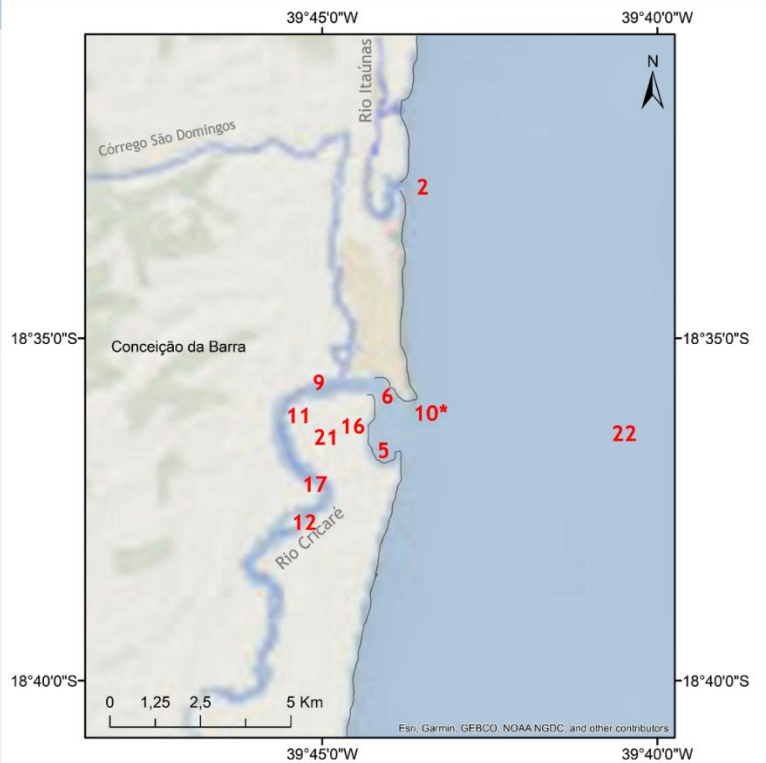 39°45'0"W 39°40'0"W
N
Rio Itaúnas
Córrego São Domingos
2
18°35'0"S 18°35'0"S
Conceição da Barra
9
6
11 10*
16
21 22
5
17
12
Rio Cricaré
18°40'0"S 18°40'0"S
0 1,25 2,5 5 Km
Esri, Garmin, GEBCO, NOAA NGDC, and other contributors
39°45'0"W 39°40'0"W